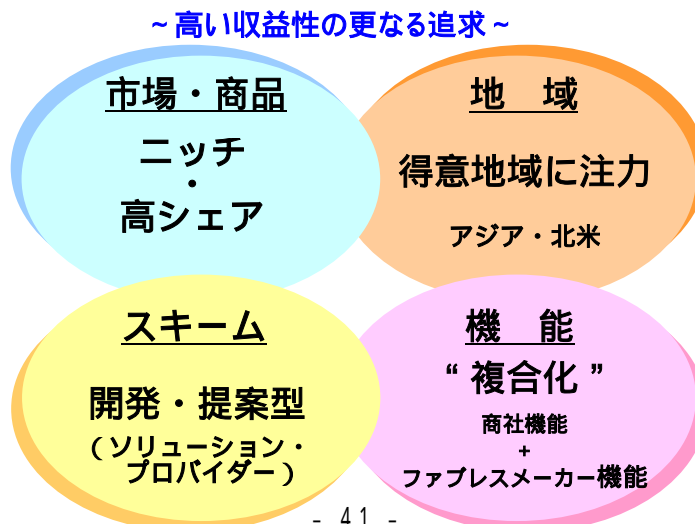 ～高い収益性の更なる追求～
市場・商品
ニッチ
・
高シェア
地　域
得意地域に注力
アジア・北米
スキーム
開発・提案型
（ソリューション・
プロバイダー）
機　能
“ 複合化 ”
商社機能
+
ファブレスメーカー機能
- 41 -